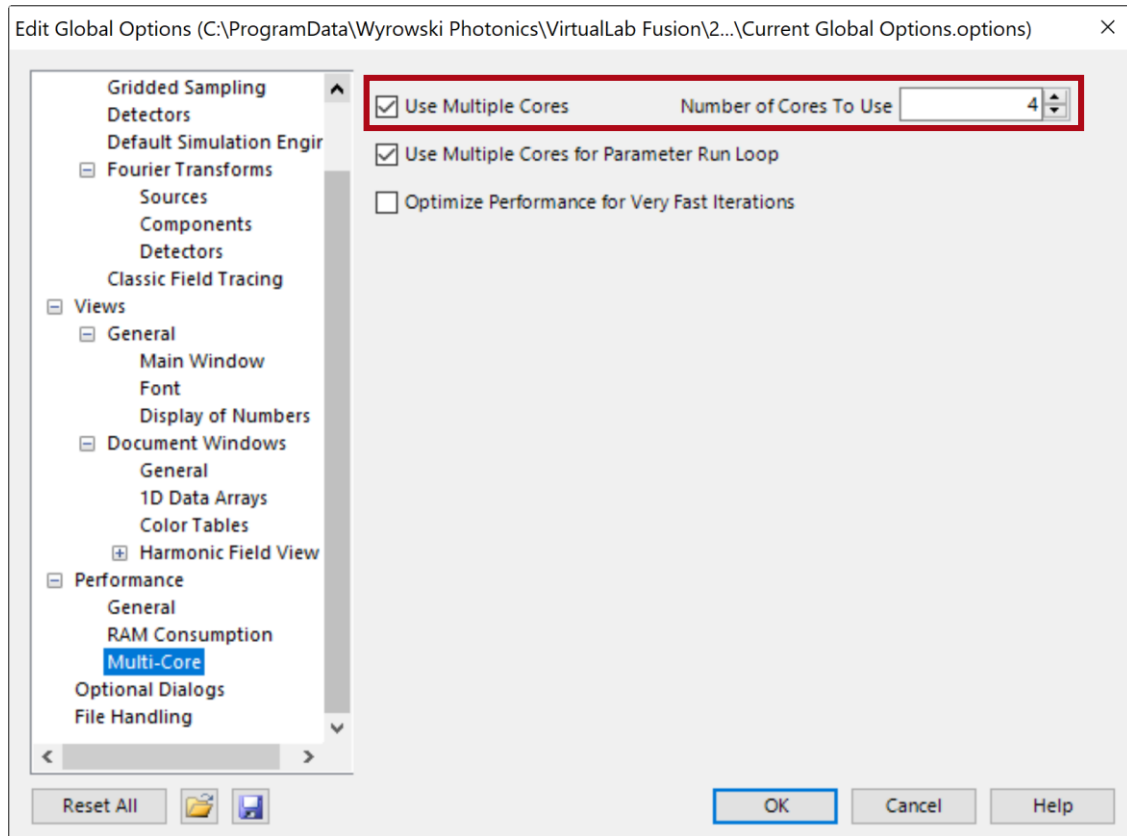 Edit Global Options (C:\ProgramData\Wyrowski Photonics\VirtualLab Fusion\2...\Current Global Options.options)
Gridded Sampling
Detectors
Default Simulation Engir
Fourier Transforms
Sources
Components
Detectors
Classic Field Tracing
Views
General
Main Window
Font
Display of Numbers
Document Windows
General
1D Data Arrays
Color Tables
Harmonic Field View
Performance
General
RAM Consumption
Multi-Core
Optional Dialogs
File Handling
Use Multiple Cores Number of Cores To Use 4
Use Multiple Cores for Parameter Run Loop
Optimize Performance for Very Fast Iterations
Reset All OK Cancel Help